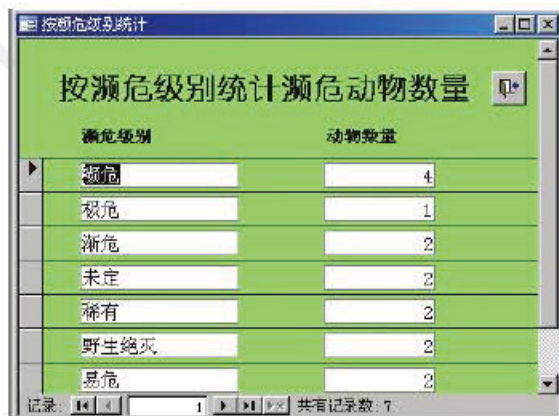 按濒危级别统计
按濒危级别统计濒危动物数量
濒危级别 动物数量
濒危 4
极危 1
渐危 2
未定 2
稀有 2
野生绝灭 2
易危 2
记录: 1 共有记录数: 7